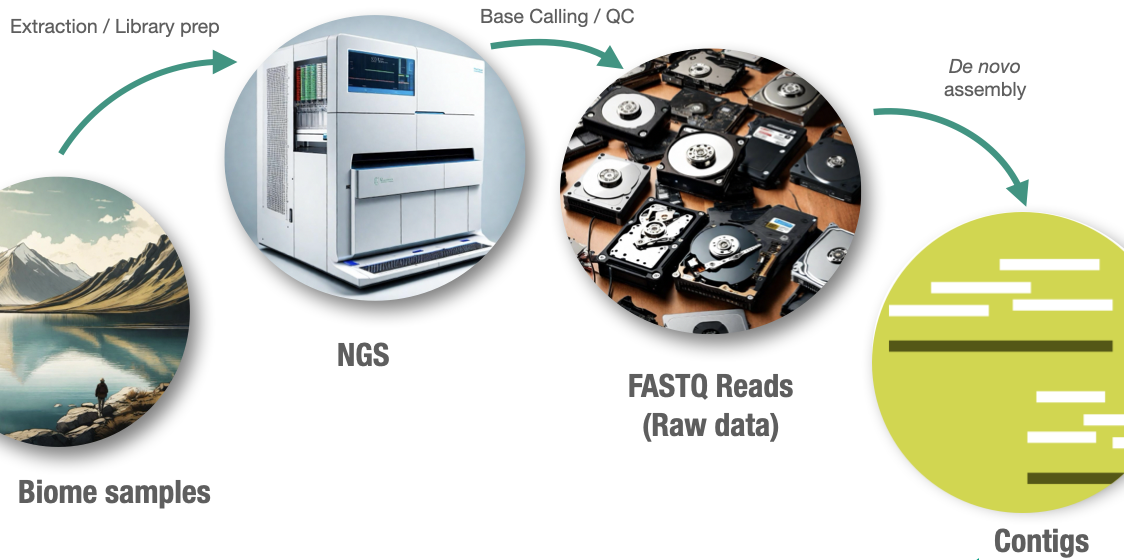 Extraction / Library prep
Base Calling / QC
De novo
assembly
NGS
FASTQ Reads
(Raw data)
Biome samples
Contigs